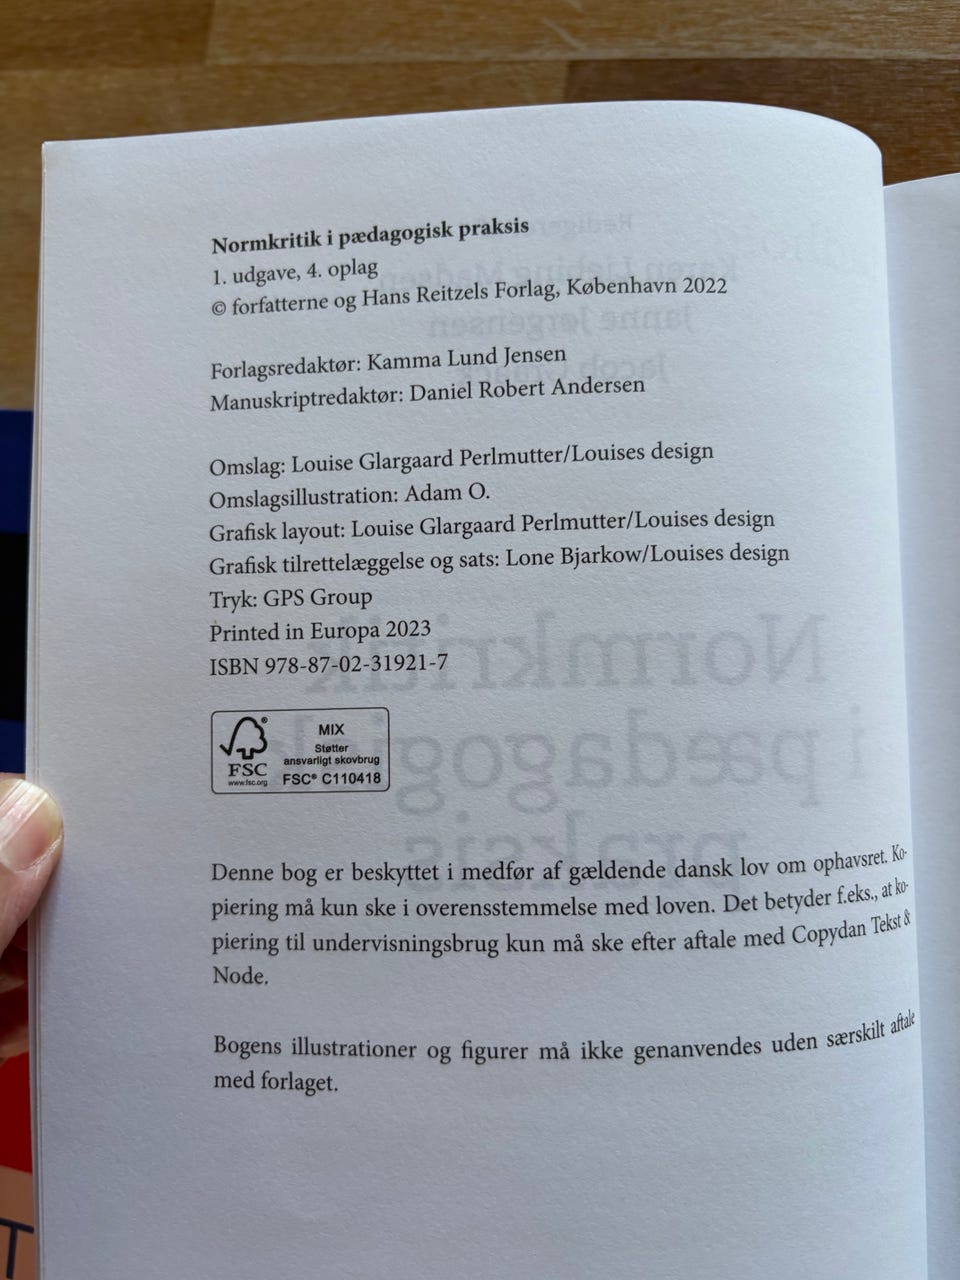 Normkritik i pædagogisk praksis
1. udgave, 4. oplag
© forfatterne og Hans Reitzels Forlag, København 2022
Forlagsredaktør: Kamma Lund Jensen
Manuskriptredaktør: Daniel Robert Andersen
Omslag: Louise Glargaard Perlmutter/Louises design
Omslagsillustration: Adam O.
Grafisk layout: Louise Glargaard Perlmutter/Louises design
Grafisk tilrettelæggelse og sats: Lone Bjarkow/Louises design
Tryk: GPS Group
Printed in Europa 2023
ISBN 978-87-02-31921-7
FSC
www.fsc.org
MIX
Støtter
ansvarligt skovbrug
FSC® C110418
Denne bog er beskyttet i medfør af gældende dansk lov om ophavsret. Ko-
piering må kun ske i overensstemmelse med loven. Det betyder f.eks., at ko-
piering til undervisningsbrug kun må ske efter aftale med Copydan Tekst &
Node.
Bogens illustrationer og figurer må ikke genanvendes uden særskilt aftale
med forlaget.